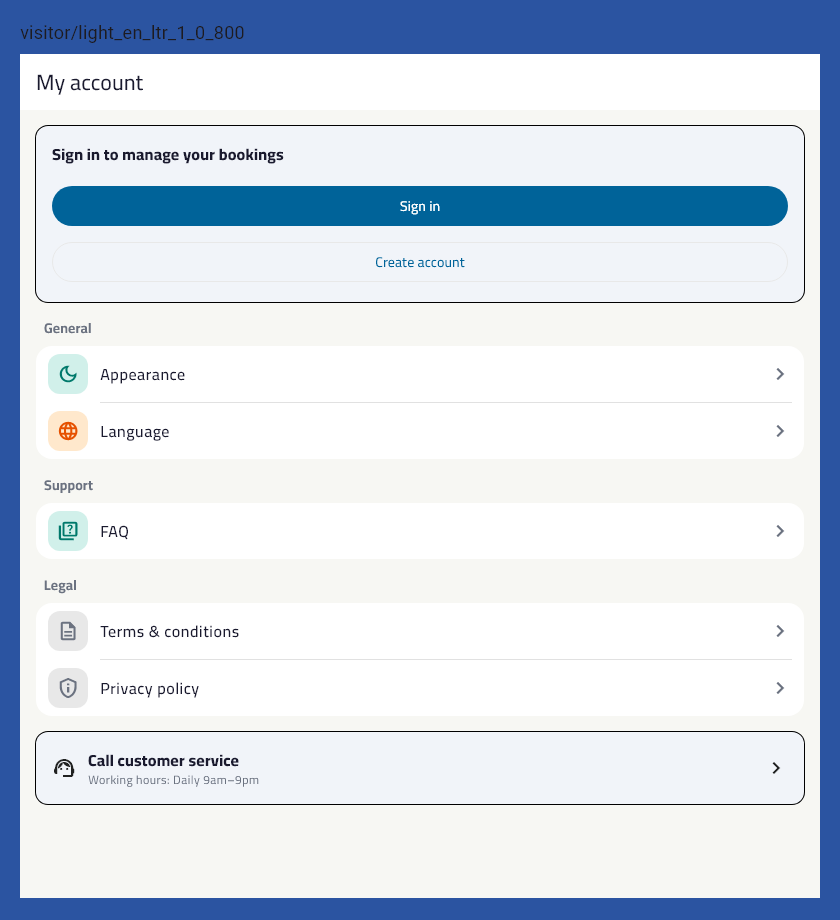 visitor/light_en_ltr_1_0_800
My account
Sign in to manage your bookings
Sign in
Create account
General
Appearance
Language
Support
FAQ
Legal
Terms & conditions
Privacy policy
Call customer service
Working hours: Daily 9am–9pm